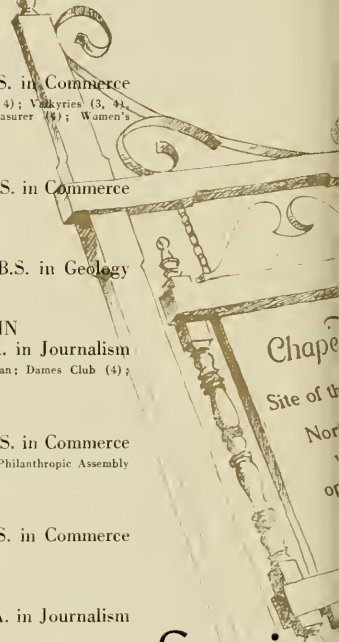 S. in Commerce
4); Valkyries (3, 4),
asurer (4); Women's
S. in Commerce
B.S. in Geology
IN
. in Journalism
an; Dames Club (4);
S. in Commerce
Philanthropic Assembly
S. in Commerce
A. in Journalism
Chape
Site of th
Nor
op